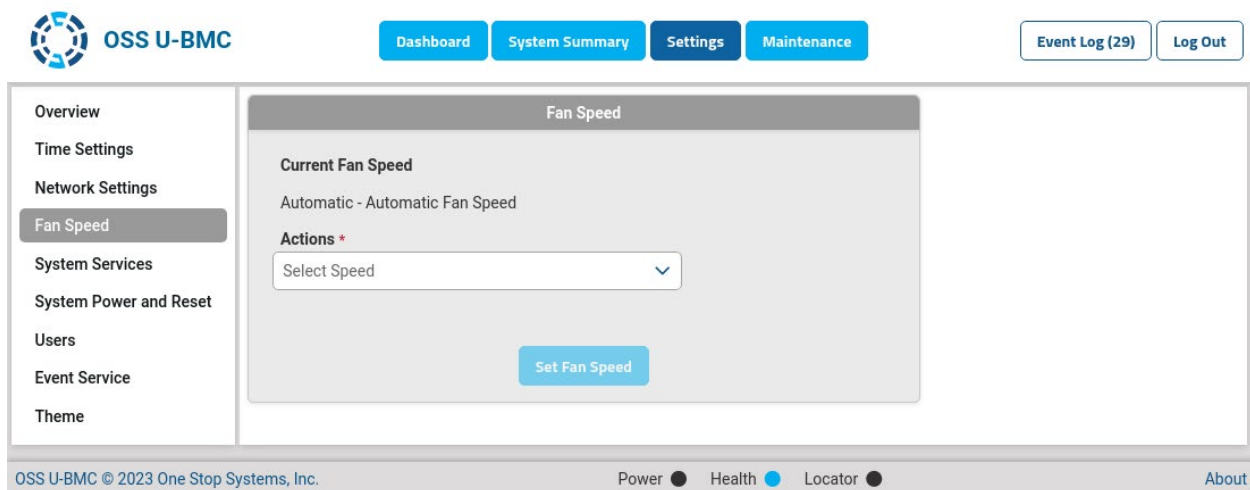 OSS U-BMC
Dashboard
System Summary
Settings
Maintenance
Event Log (29)
Log Out
Overview
Time Settings
Network Settings
Fan Speed
System Services
System Power and Reset
Users
Event Service
Theme
Fan Speed
Current Fan Speed
Automatic - Automatic Fan Speed
Actions *
Select Speed
Set Fan Speed
OSS U-BMC © 2023 One Stop Systems, Inc.
Power
Health
Locator
About